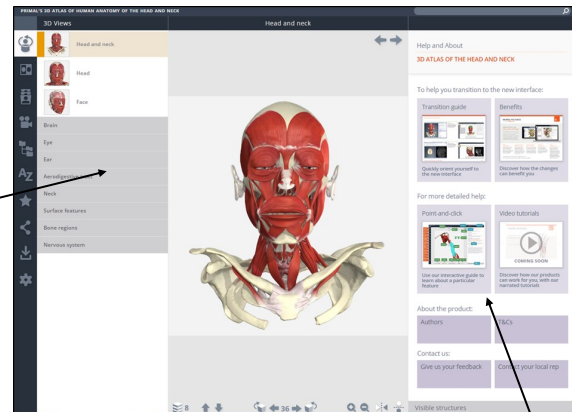 PRIMAL'S 3D ATLAS OF HUMAN ANATOMY OF THE HEAD AND NECK
3D Views
Head and neck
Head and neck
Head
Face
Brain
Eye
Ear
Aerodigestive
Neck
Surface features
Bone regions
Nervous system
AZ
8
36
Help and About
3D ATLAS OF THE HEAD AND NECK
To help you transition to the new interface:
Transition guide
Quickly orient yourself to
the new interface
Benefits
Discover how the changes
can benefit you
For more detailed help:
Point-and-click
Use our interactive guide to
learn about a particular
feature
Video tutorials
COMING SOON
Discover how our products
can work for you, with our
narrated tutorials
About the product:
Authors
T&Cs
Contact us:
Give us your feedback
Contact your local rep
Visible structures